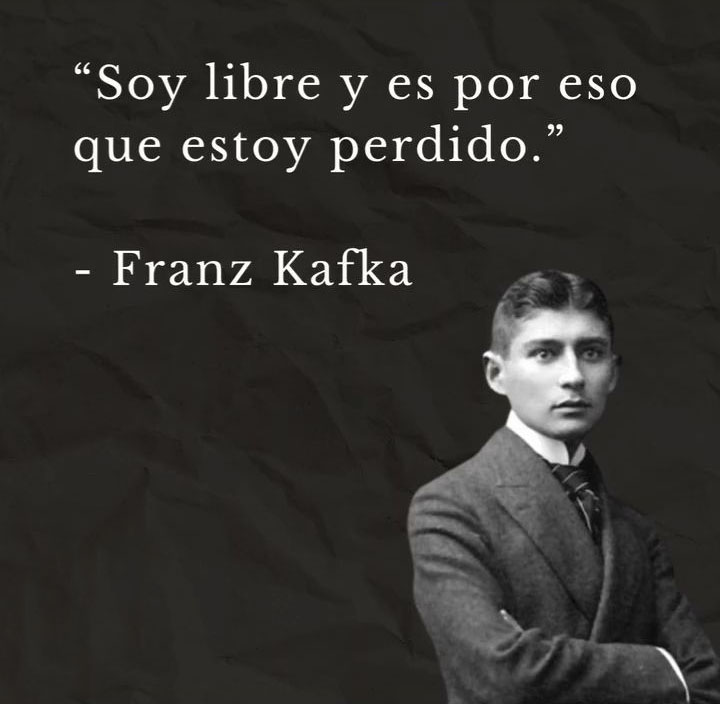 “Soy libre y es por eso
que estoy perdido.”
- Franz Kafka